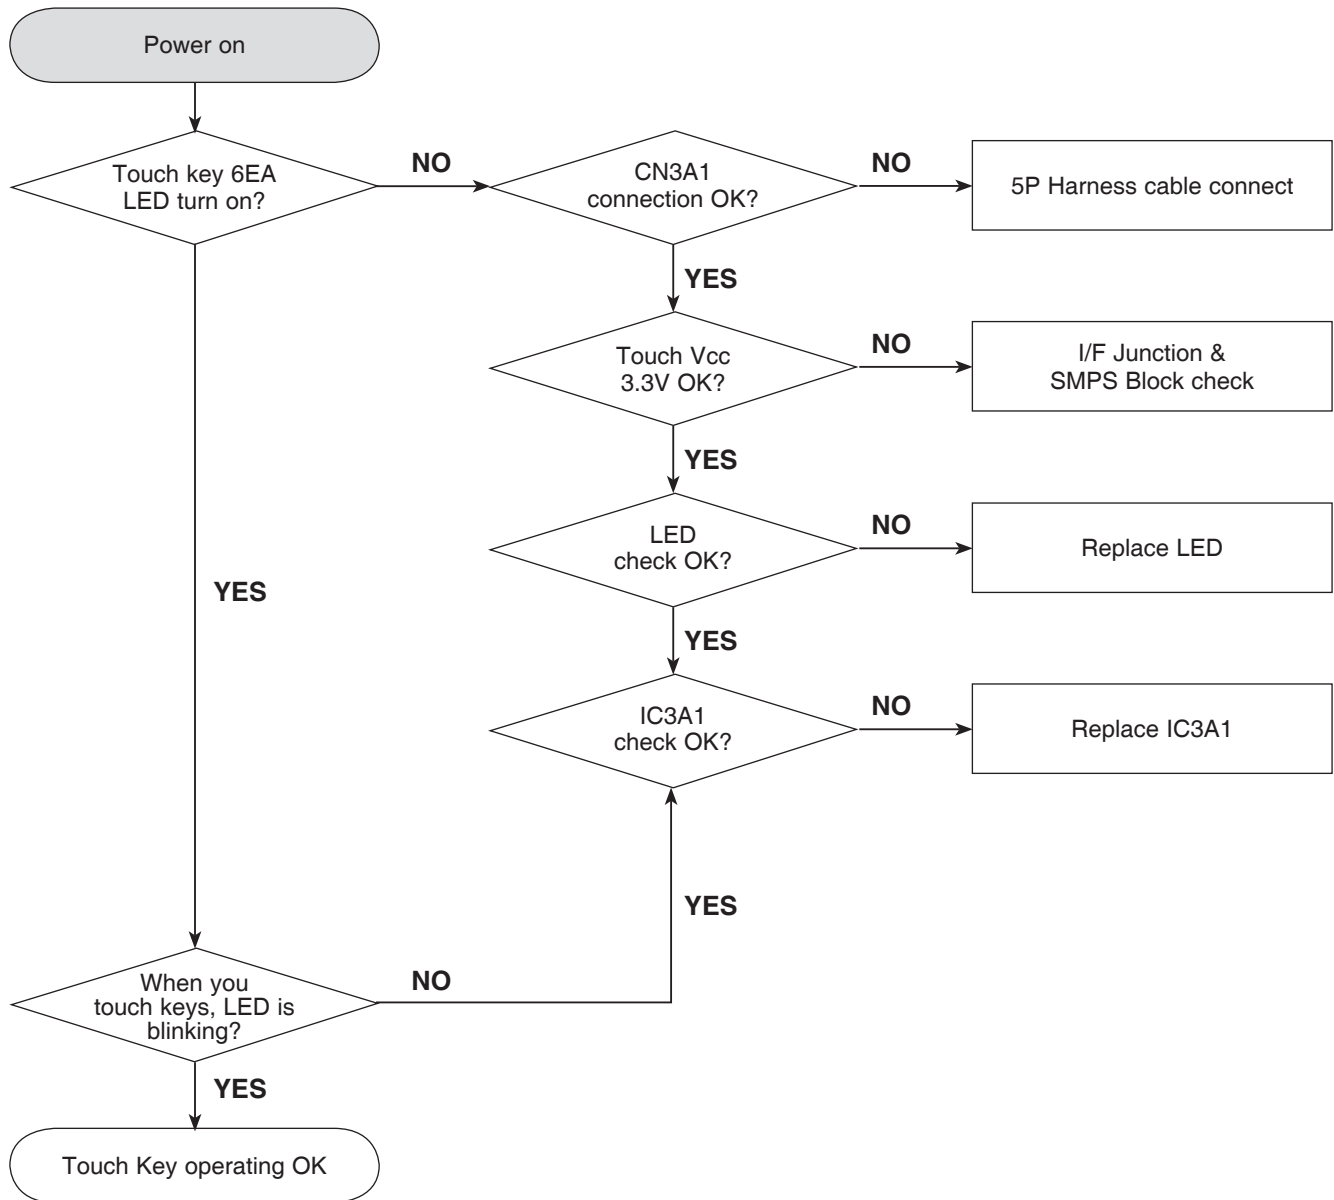 Power on
Touch key 6EA
LED turn on?
NO
CN3A1
connection OK?
NO
5P Harness cable connect
YES
Touch Vcc
3.3V OK?
NO
I/F Junction &
SMPS Block check
YES
LED
check OK?
NO
Replace LED
YES
YES
IC3A1
check OK?
NO
Replace IC3A1
YES
When you
touch keys, LED is
blinking?
NO
YES
Touch Key operating OK